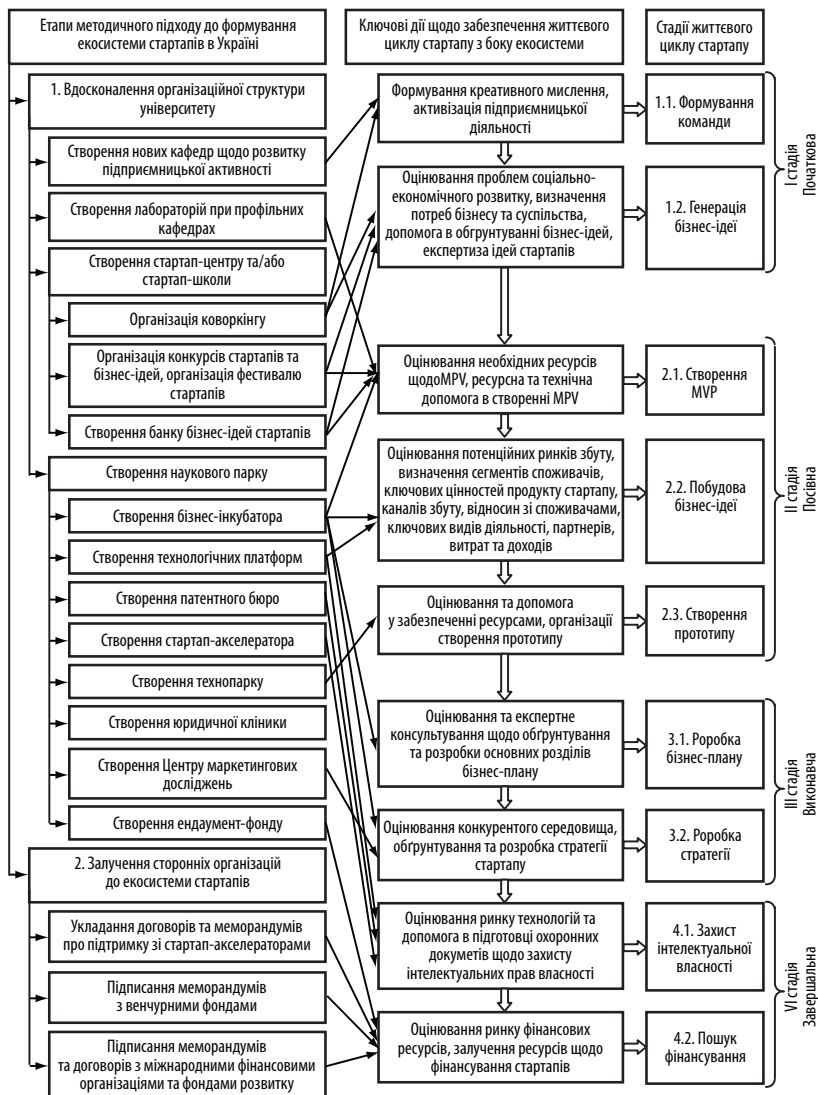 Етапи методичного підходу до формування
екосистеми стартапів в Україні
1. Вдосконалення організаційної структури
університету
Створення нових кафедр щодо розвитку
підприємницької активності
Створення лабораторій при профільних
кафедрах
Створення стартап-центру та/або
стартап-школи
Організація коворкінгу
Організація конкурсів стартапів та
бізнес-ідей, організація фестивалю
стартапів
Створення банку бізнес-ідей стартапів
Створення наукового парку
Створення бізнес-інкубатора
Створення технологічних платформ
Створення патентного бюро
Створення стартап-акселератора
Створення технопарку
Створення юридичної клініки
Створення Центру маркетингових
досліджень
Створення ендаумент-фонду
2. Залучення сторонніх організацій
до екосистеми стартапів
Укладання договорів та меморандумів
про підтримку зі стартап-акселераторами
Підписання меморандумів
з венчурними фондами
Підписання меморандумів
та договорів з міжнародними фінансовими
організаціями та фондами розвитку
Ключові дії щодо забезпечення життєвого
циклу стартапу з боку екосистеми
Формування креативного мислення,
активізація підприємницької
діяльності
Оцінювання проблем соціально-
економічного розвитку, визначення
потреб бізнесу та суспільства,
допомога в обгрунтуванні бізнес-ідей,
експертиза ідей стартапів
Оцінювання необхідних ресурсів
щодоMPV, ресурсна та технічна
допомога в створенні MPV
Оцінювання потенційних ринків збуту,
визначення сегментів споживачів,
ключових цінностей продукту стартапу,
каналів збуту, відносин зі споживачами,
ключових видів діяльності, партнерів,
витрат та доходів
Оцінювання та допомога
у забезпеченні ресурсами, організації
створення прототипу
Оцінювання та експертне
консультування щодо обґрунтування
та розробки основних розділів
бізнес-плану
Оцінювання конкурентого середовища,
обґрунтування та розробка стратегії
стартапу
Оцінювання ринку технологій та
допомога в підготовці охоронних
докуметів щодо захисту
інтелектуальних прав власності
Оцінювання ринку фінансових
ресурсів, залучення ресурсів щодо
фінансування стартапів
Стадії життєвого
циклу стартапу
1.1. Формування
команди
1.2. Генерація
бізнес-ідеї
2.1. Створення
MVP
2.2. Побудова
бізнес-ідеї
2.3. Створення
прототипу
3.1. Роробка
бізнес-плану
3.2. Роробка
стратегії
4.1. Захист
інтелектуальної
власності
4.2. Пошук
фінансування
I стадія
Початкова
II стадія
Посівна
III стадія
Виконавча
VI стадія
Завершальна